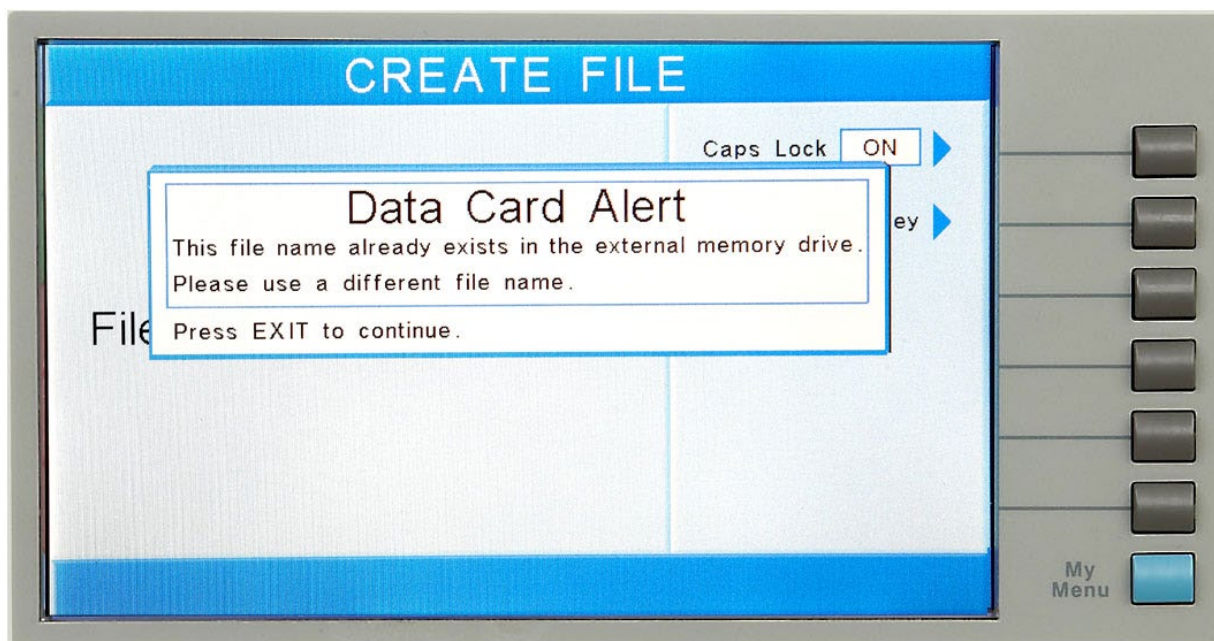 CREATE FILE
Caps Lock ON
Data Card Alert
This file name already exists in the external memory drive.
Please use a different file name.
Press EXIT to continue.
File
My
Menu